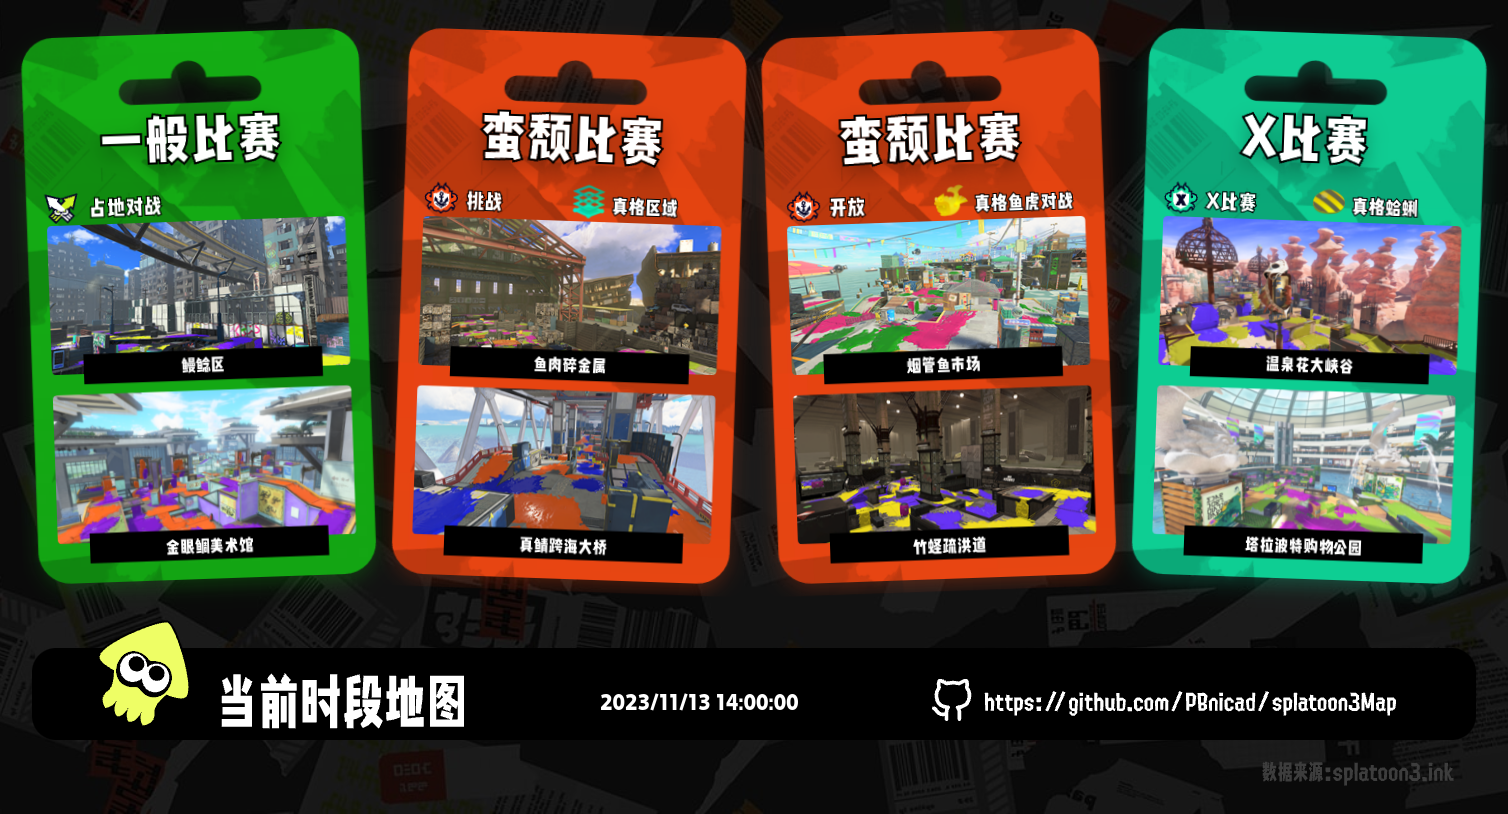 一般比赛
占地对战
鳗鲶区
金眼鲷美术馆
蛮颓比赛
挑战
真格区域
鱼肉碎金属
真鲭跨海大桥
蛮颓比赛
开放
真格鱼虎对战
烟管鱼市场
竹蛏疏洪道
X比赛
X比赛
真格蛤蜊
温泉花大峡谷
塔拉波特购物公园
当前时段地图
2023/11/13 14:00:00
https://github.com/PBnicad/splatoon3Map
数据来源:splatoon3.ink